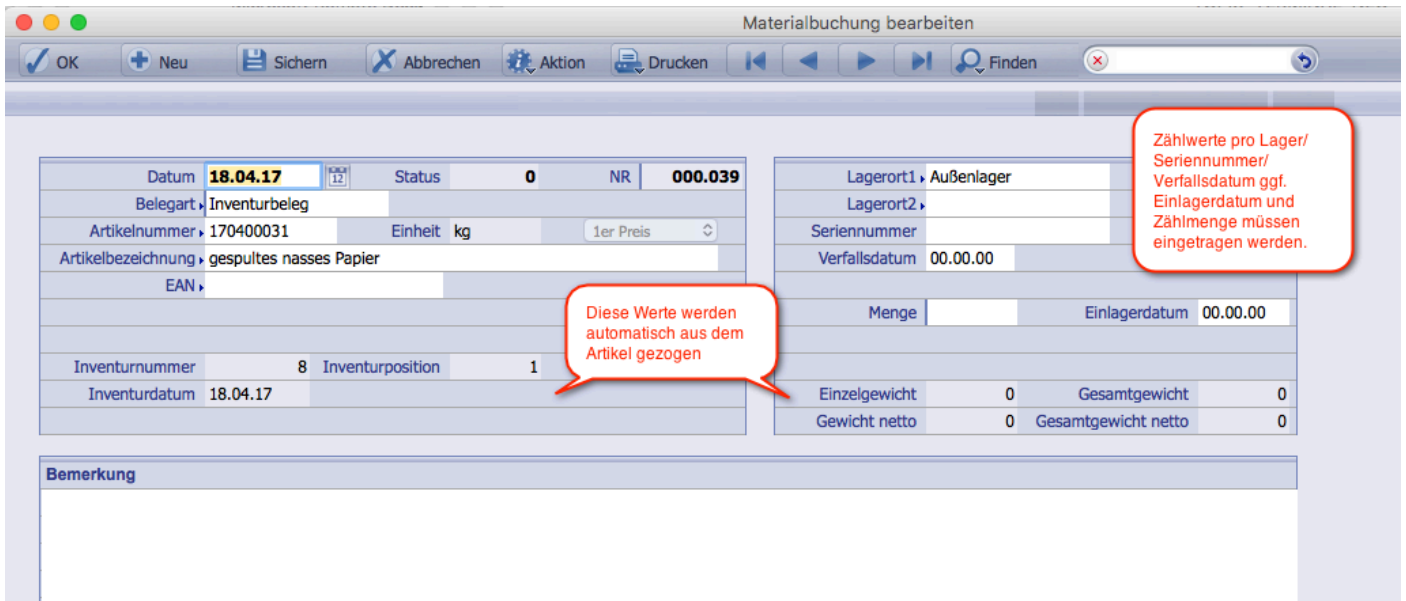 Materialbuchung bearbeiten
OK Neu Sichern Abbrechen Aktion Drucken Finden
Zählwerte pro Lager/
Seriennummer/
Verfallsdatum ggf.
Einlagerdatum und
Zählmenge müssen
eingetragen werden.
Datum 18.04.17 12 Status 0 NR 000.039
Belegart Inventurbeleg
Artikelnummer 170400031 Einheit kg 1er Preis
Artikelbezeichnung gespultes nasses Papier
EAN
Diese Werte werden
automatisch aus dem
Artikel gezogen
Inventurnummer 8 Inventurposition 1
Inventurdatum 18.04.17
Lagerort1 Außenlager
Lagerort2
Seriennummer
Verfallsdatum 00.00.00
Menge Einlagerdatum 00.00.00
Einzelgewicht 0 Gesamtgewicht 0
Gewicht netto 0 Gesamtgewicht netto 0
Bemerkung